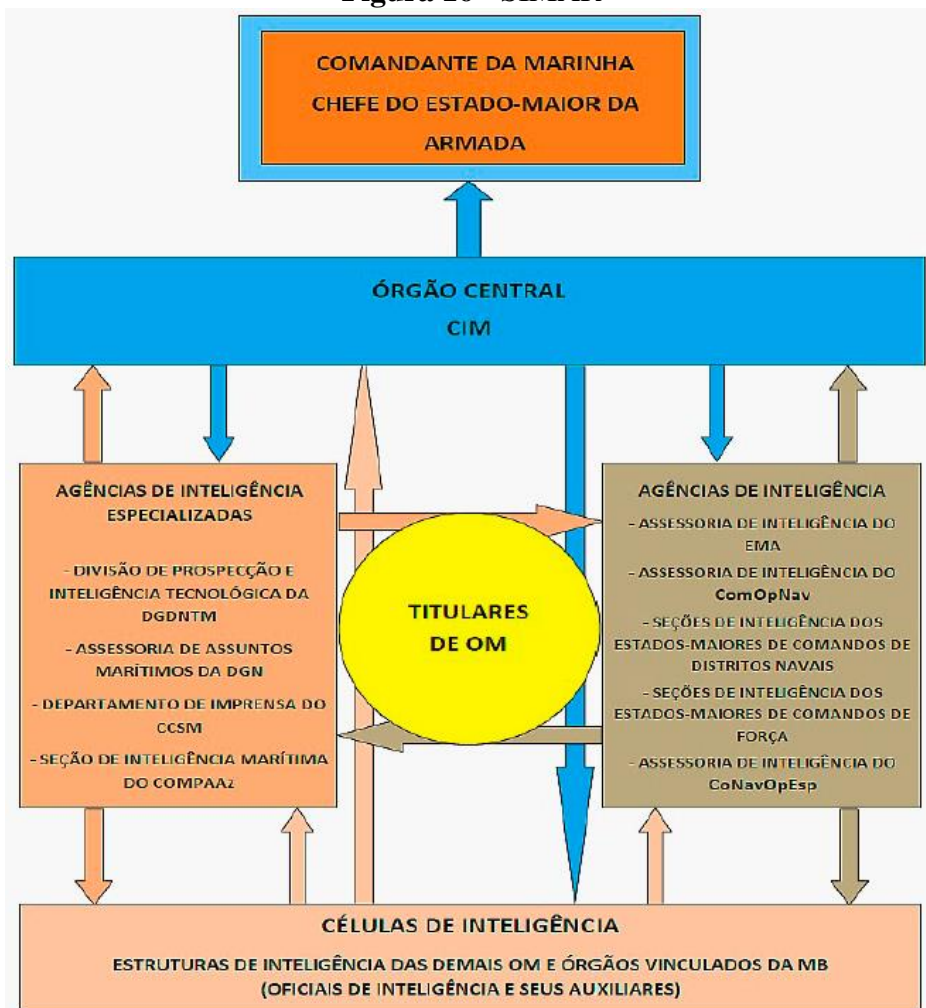 COMANDANTE DA MARINHA
CHEFE DO ESTADO-MAIOR DA
ARMADA
ÓRGÃO CENTRAL
CIM
AGÊNCIAS DE INTELIGÊNCIA
ESPECIALIZADAS
- DIVISÃO DE PROSPECÇÃO E
INTELIGÊNCIA TECNOLÓGICA DA
DGDNTM
- ASSESSORIA DE ASSUNTOS
MARÍTIMOS DA DGN
- DEPARTAMENTO DE IMPRENSA DO
CCSM
- SEÇÃO DE INTELIGÊNCIA MARÍTIMA
DO COMPAAz
TITULARES
DE OM
AGÊNCIAS DE INTELIGÊNCIA
- ASSESSORIA DE INTELIGÊNCIA DO
EMA
- ASSESSORIA DE INTELIGÊNCIA DO
ComOpNav
- SEÇÕES DE INTELIGÊNCIA DOS
ESTADOS-MAIORES DE COMANDOS DE
DISTRITOS NAVAIS
- SEÇÕES DE INTELIGÊNCIA DOS
ESTADOS-MAIORES DE COMANDOS DE
FORÇA
- ASSESSORIA DE INTELIGÊNCIA DO
CoNavOpEsp
CÉLULAS DE INTELIGÊNCIA
ESTRUTURAS DE INTELIGÊNCIA DAS DEMAIS OM E ÓRGÃOS VINCULADOS DA MB
(OFICIAIS DE INTELIGÊNCIA E SEUS AUXILIARES)